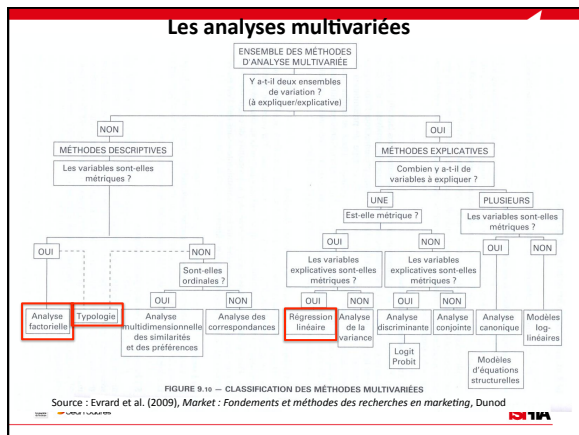 Les analyses multivariées
ENSEMBLE DES MÉTHODES
D'ANALYSE MULTIVARIÉE
Y a-t-il deux ensembles
de variation ?
(à expliquer/explicative)
NON
OUI
MÉTHODES DESCRIPTIVES
MÉTHODES EXPLICATIVES
Les variables sont-elles
métriques ?
Combien y a-t-il de
variables à expliquer ?
UNE
PLUSIEURS
Est-elle métrique ?
Les variables sont-elles
métriques ?
OUI
NON
OUI
NON
OUI
NON
Sont-elles
ordinales ?
Les variables
explicatives sont-elles
métriques ?
Les variables
explicatives sont-elles
métriques ?
OUI
NON
OUI
NON
OUI
NON
Analyse
factorielle
Typologie
Analyse
multidimensionnelle
des similarités
et des préférences
Analyse des
correspondances
Régression
linéaire
Analyse
de la
variance
Analyse
discriminante
Analyse
conjointe
Analyse
canonique
Modèles
log-
linéaires
Logit
Probit
Modèles
d'équations
structurelles
FIGURE 9.10 — CLASSIFICATION DES MÉTHODES MULTIVARIÉES
Source : Evrard et al. (2009), Market : Fondements et méthodes des recherches en marketing, Dunod